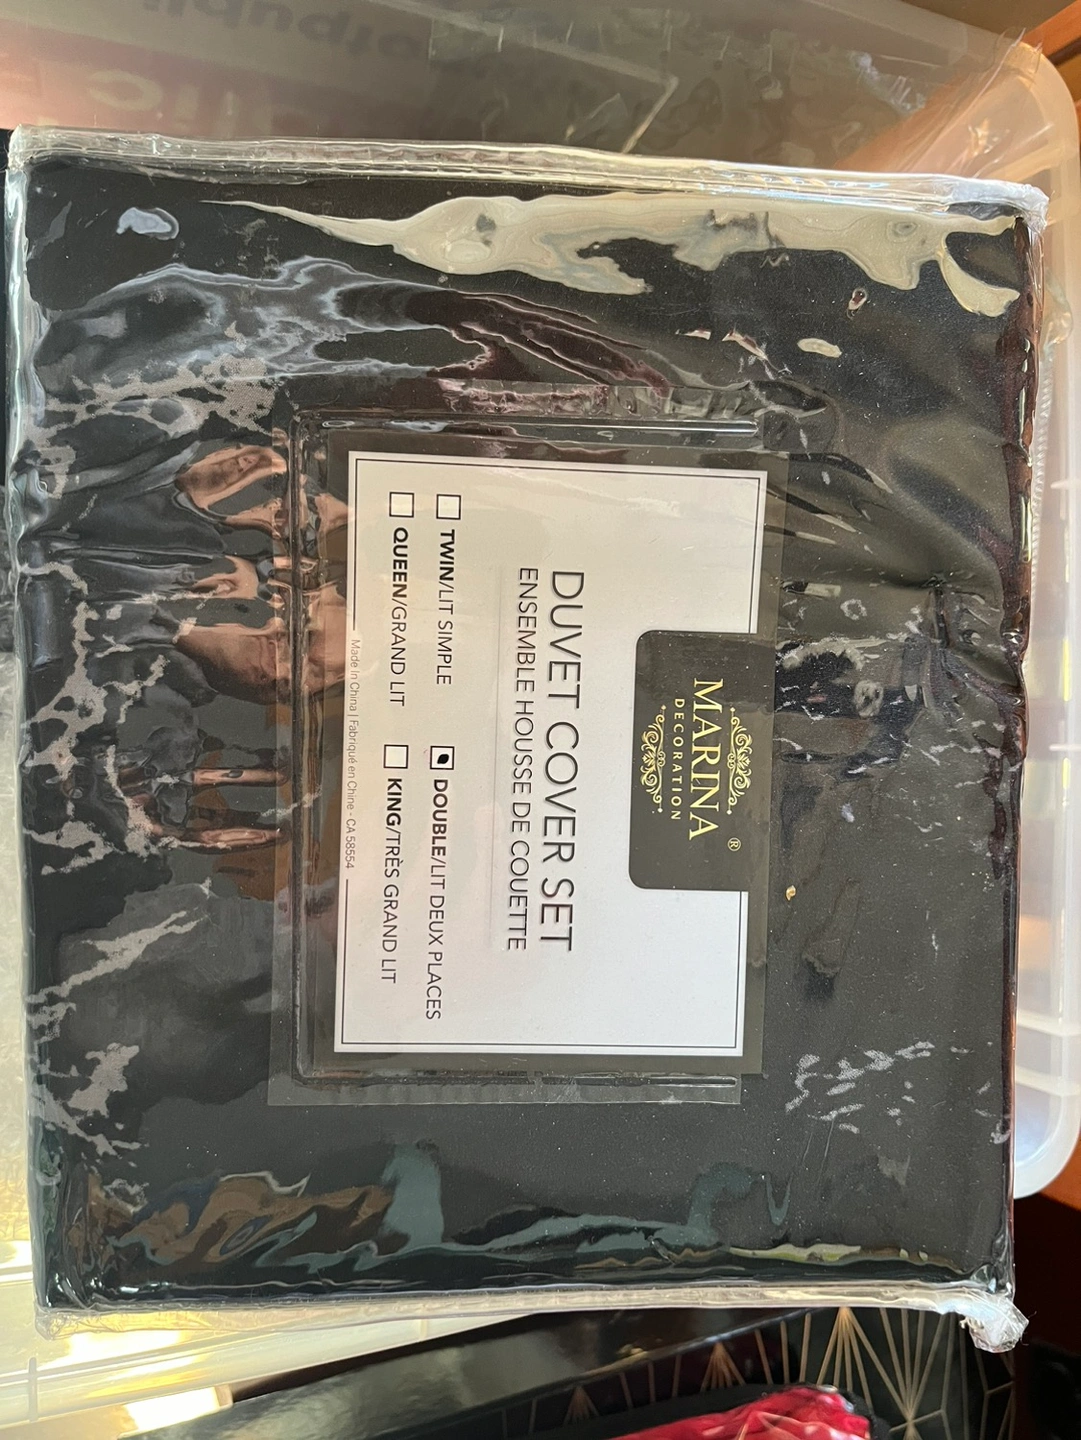 MARINA®
DECORATION
DUVET COVER SET
ENSEMBLE HOUSSE DE COUETTE
TWIN/LIT SIMPLE
DOUBLE/LIT DEUX PLACES
QUEEN/GRAND LIT
KING/TRÈS GRAND LIT
Made in China | Fabriqué en Chine - CA 58554